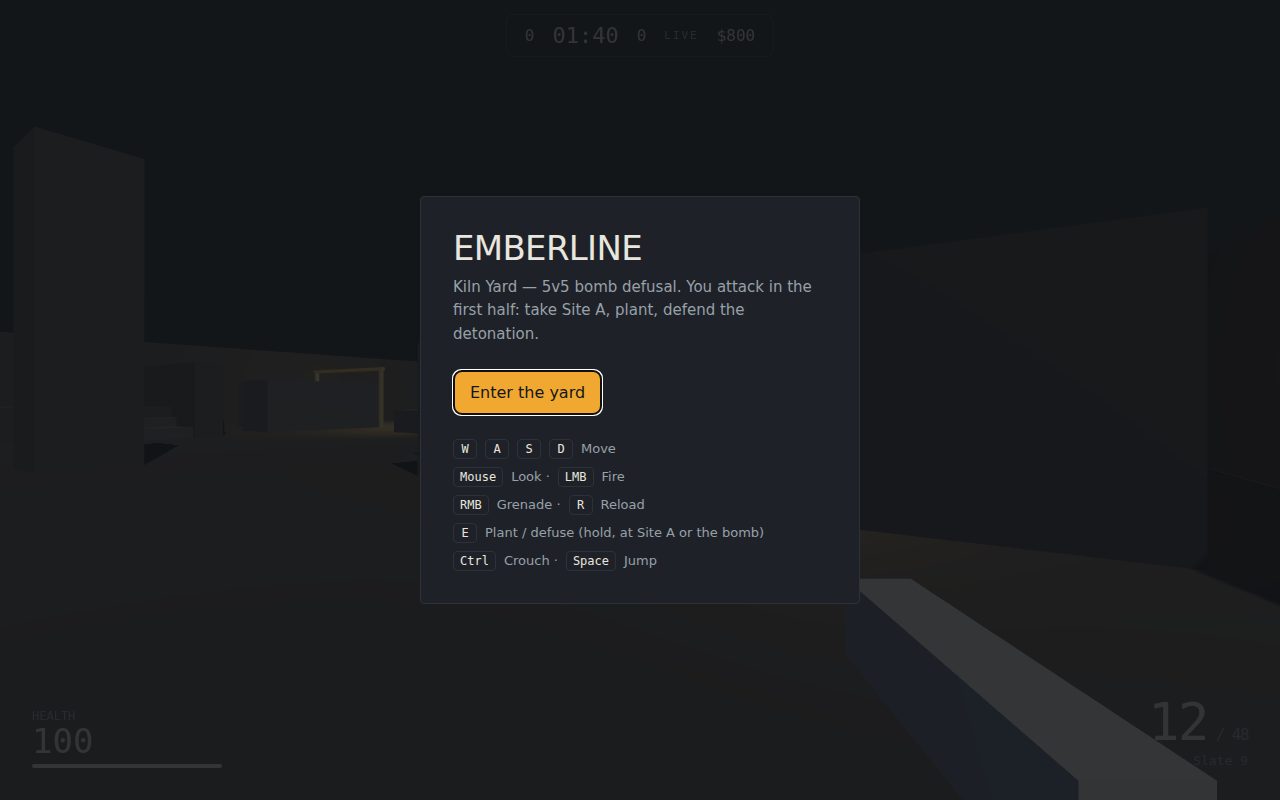 0 01:40 0 LIVE $800
EMBERLINE
Kiln Yard — 5v5 bomb defusal. You attack in the
first half: take Site A, plant, defend the
detonation.
Enter the yard
W A S D Move
Mouse Look · LMB Fire
RMB Grenade · R Reload
E Plant / defuse (hold, at Site A or the bomb)
Ctrl Crouch · Space Jump
HEALTH
100
12 / 48
Slate 9